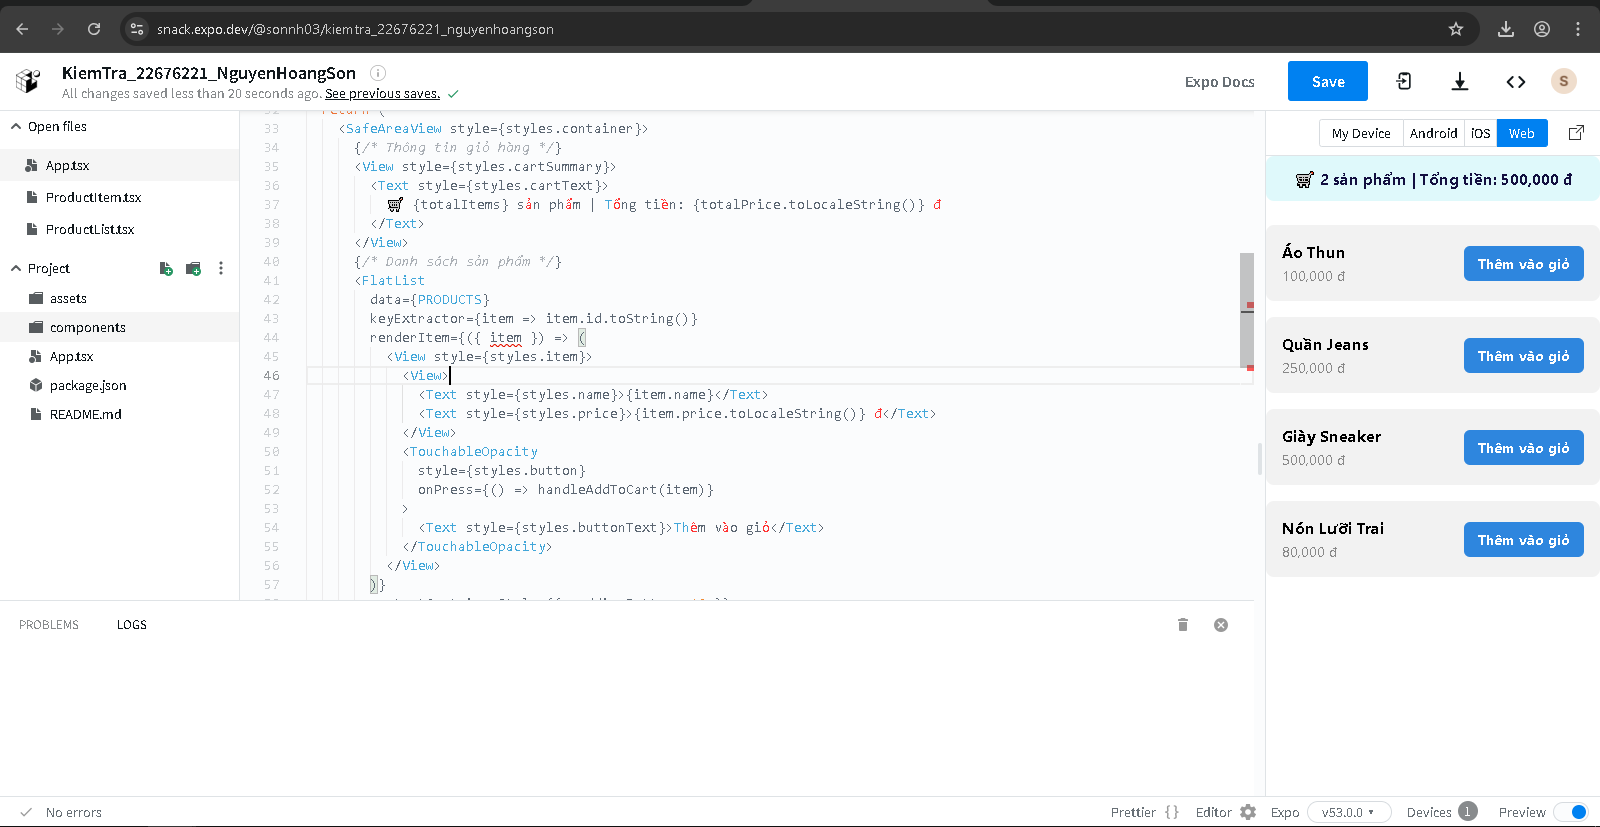 snack.expo.dev/@sonnh03/kiemtra_22676221_nguyenhoangson
KiemTra_22676221_NguyenHoangSon
All changes saved less than 20 seconds ago. See previous saves.
Expo Docs
Save
S
Open files
App.tsx
ProductItem.tsx
ProductList.tsx
Project
assets
components
App.tsx
package.json
README.md
33 <SafeAreaView style={styles.container}>
34 {/* Thông tin giỏ hàng */}
35 <View style={styles.cartSummary}>
36 <Text style={styles.cartText}>
37 🛒 {totalItems} sản phẩm | Tổng tiền: {totalPrice.toLocaleString()} đ
38 </Text>
39 </View>
40 {/* Danh sách sản phẩm */}
41 <FlatList
42 data={PRODUCTS}
43 keyExtractor={item => item.id.toString()}
44 renderItem={({ item }) => (
45 <View style={styles.item}>
46 <View>
47 <Text style={styles.name}>{item.name}</Text>
48 <Text style={styles.price}>{item.price.toLocaleString()} đ</Text>
49 </View>
50 <TouchableOpacity
51 style={styles.button}
52 onPress={() => handleAddToCart(item)}
53 >
54 <Text style={styles.buttonText}>Thêm vào giỏ</Text>
55 </TouchableOpacity>
56 </View>
57 )}
My Device Android iOS Web
🛒 2 sản phẩm | Tổng tiền: 500,000 đ
Áo Thun
100,000 đ
Thêm vào giỏ
Quần Jeans
250,000 đ
Thêm vào giỏ
Giày Sneaker
500,000 đ
Thêm vào giỏ
Nón Lưỡi Trai
80,000 đ
Thêm vào giỏ
PROBLEMS LOGS
No errors
Prettier {} Editor Expo v53.0.0 Devices 1 Preview